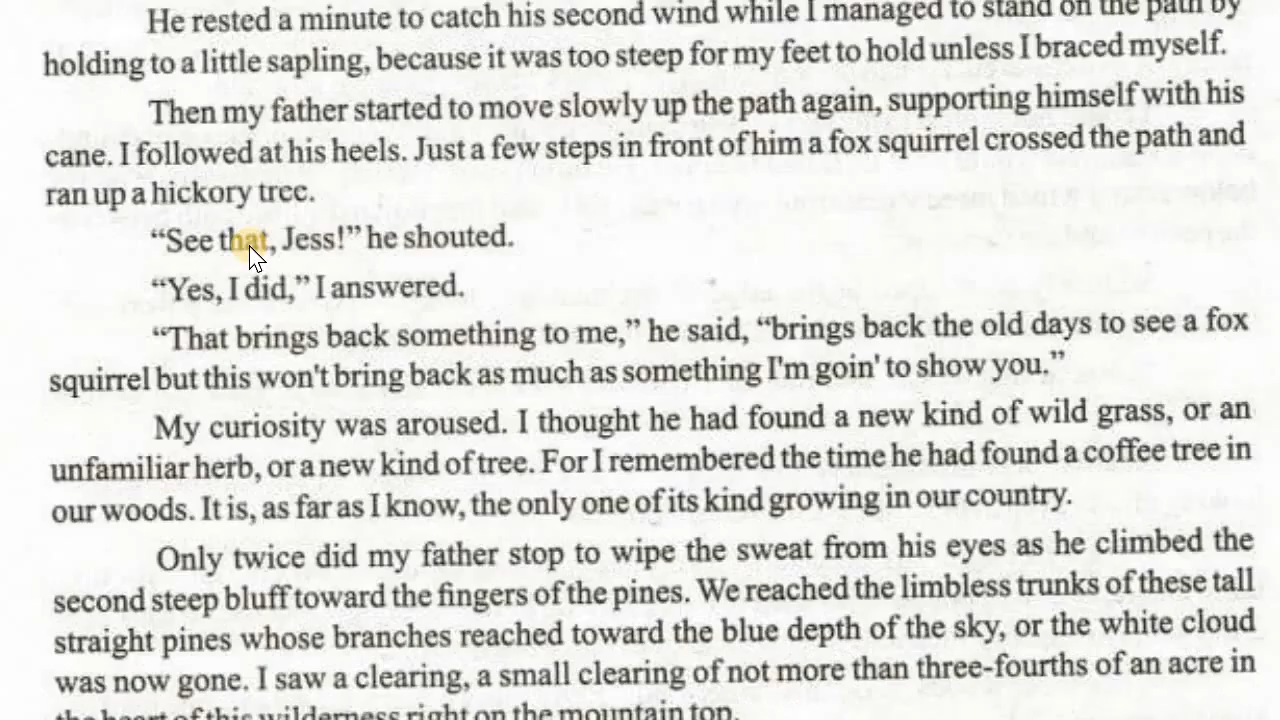 He rested a minute to catch his second wind while I managed to stand on the path by
holding to a little sapling, because it was too steep for my feet to hold unless I braced myself.
Then my father started to move slowly up the path again, supporting himself with his
cane. I followed at his heels. Just a few steps in front of him a fox squirrel crossed the path and
ran up a hickory tree.
“See that, Jess!” he shouted.
“Yes, I did,” I answered.
“That brings back something to me,” he said, “brings back the old days to see a fox
squirrel but this won't bring back as much as something I'm goin' to show you.”
My curiosity was aroused. I thought he had found a new kind of wild grass, or an
unfamiliar herb, or a new kind of tree. For I remembered the time he had found a coffee tree in
our woods. It is, as far as I know, the only one of its kind growing in our country.
Only twice did my father stop to wipe the sweat from his eyes as he climbed the
second steep bluff toward the fingers of the pines. We reached the limbless trunks of these tall
straight pines whose branches reached toward the blue depth of the sky, or the white cloud
was now gone. I saw a clearing, a small clearing of not more than three-fourths of an acre in
the heart of this wilderness right on the mountain top.